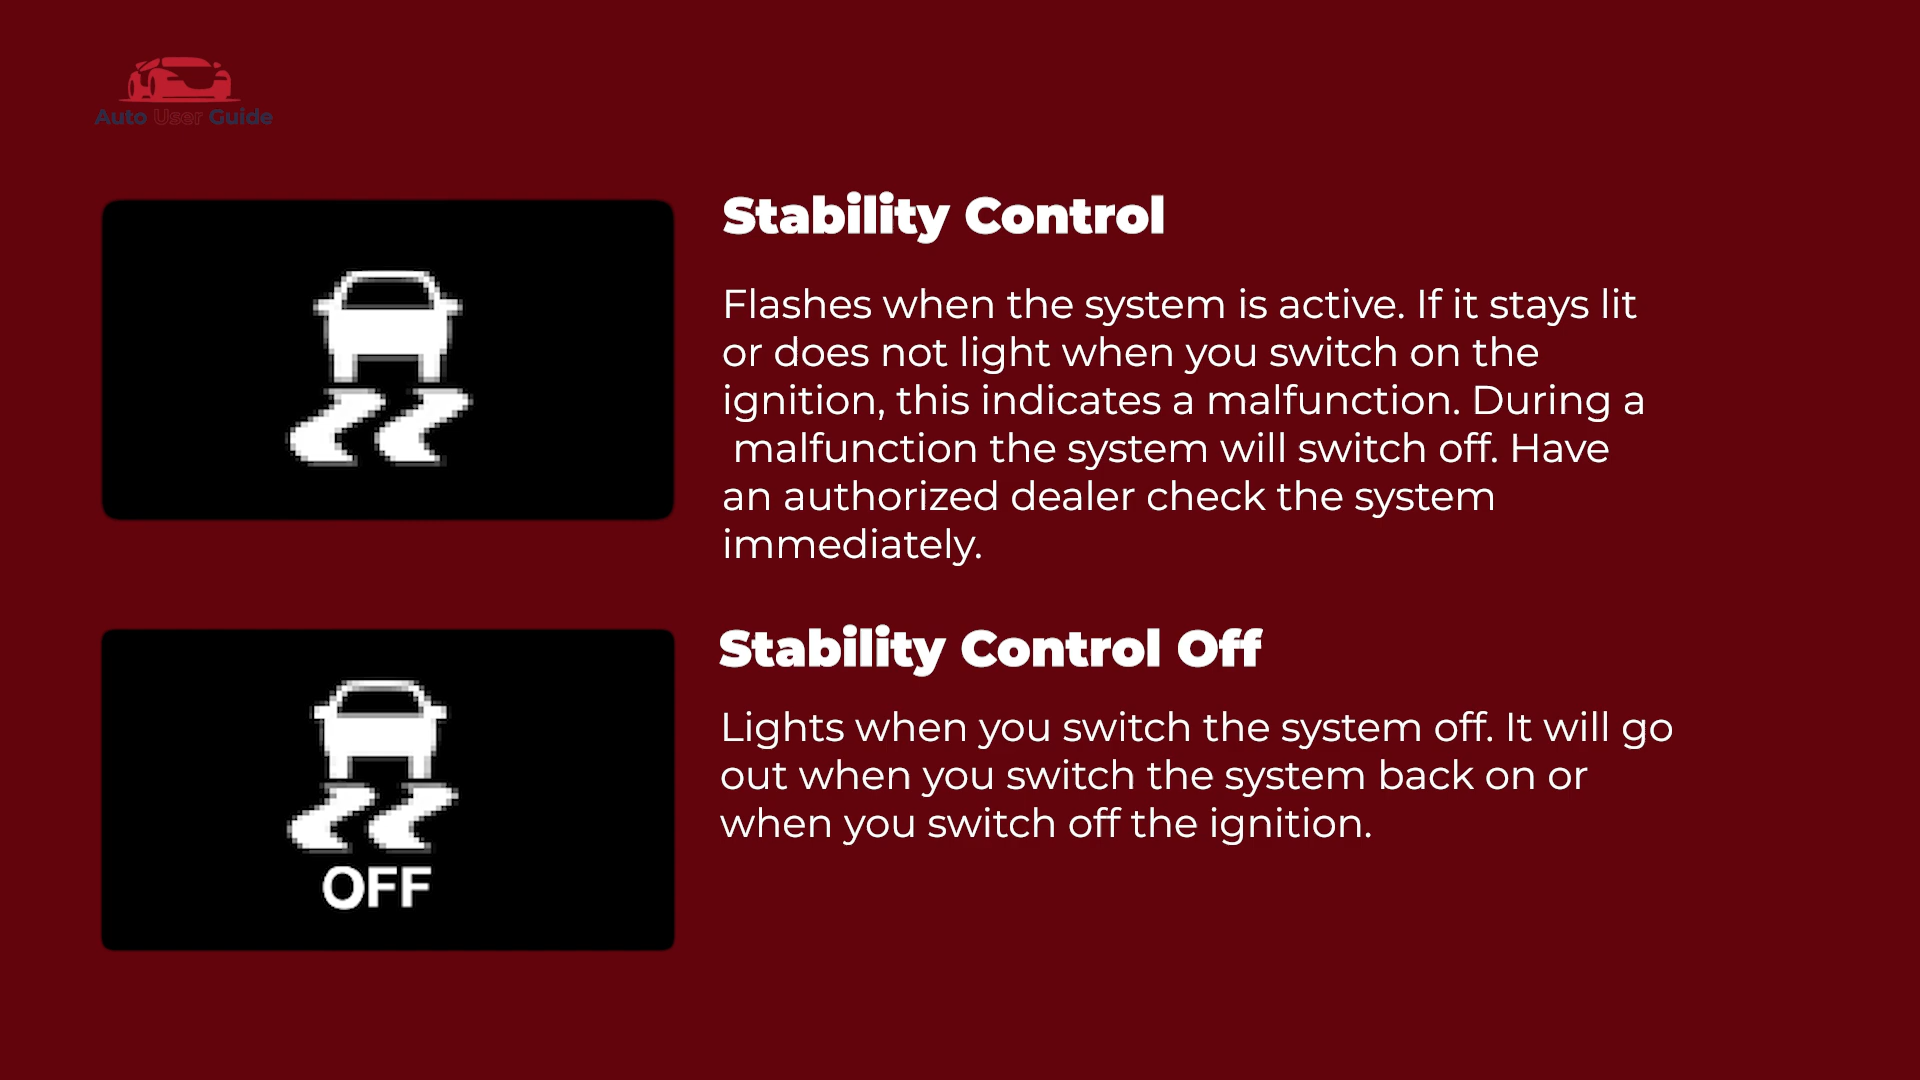 Auto User Guide
Stability Control
Flashes when the system is active. If it stays lit
or does not light when you switch on the
ignition, this indicates a malfunction. During a
malfunction the system will switch off. Have
an authorized dealer check the system
immediately.
OFF
Stability Control Off
Lights when you switch the system off. It will go
out when you switch the system back on or
when you switch off the ignition.